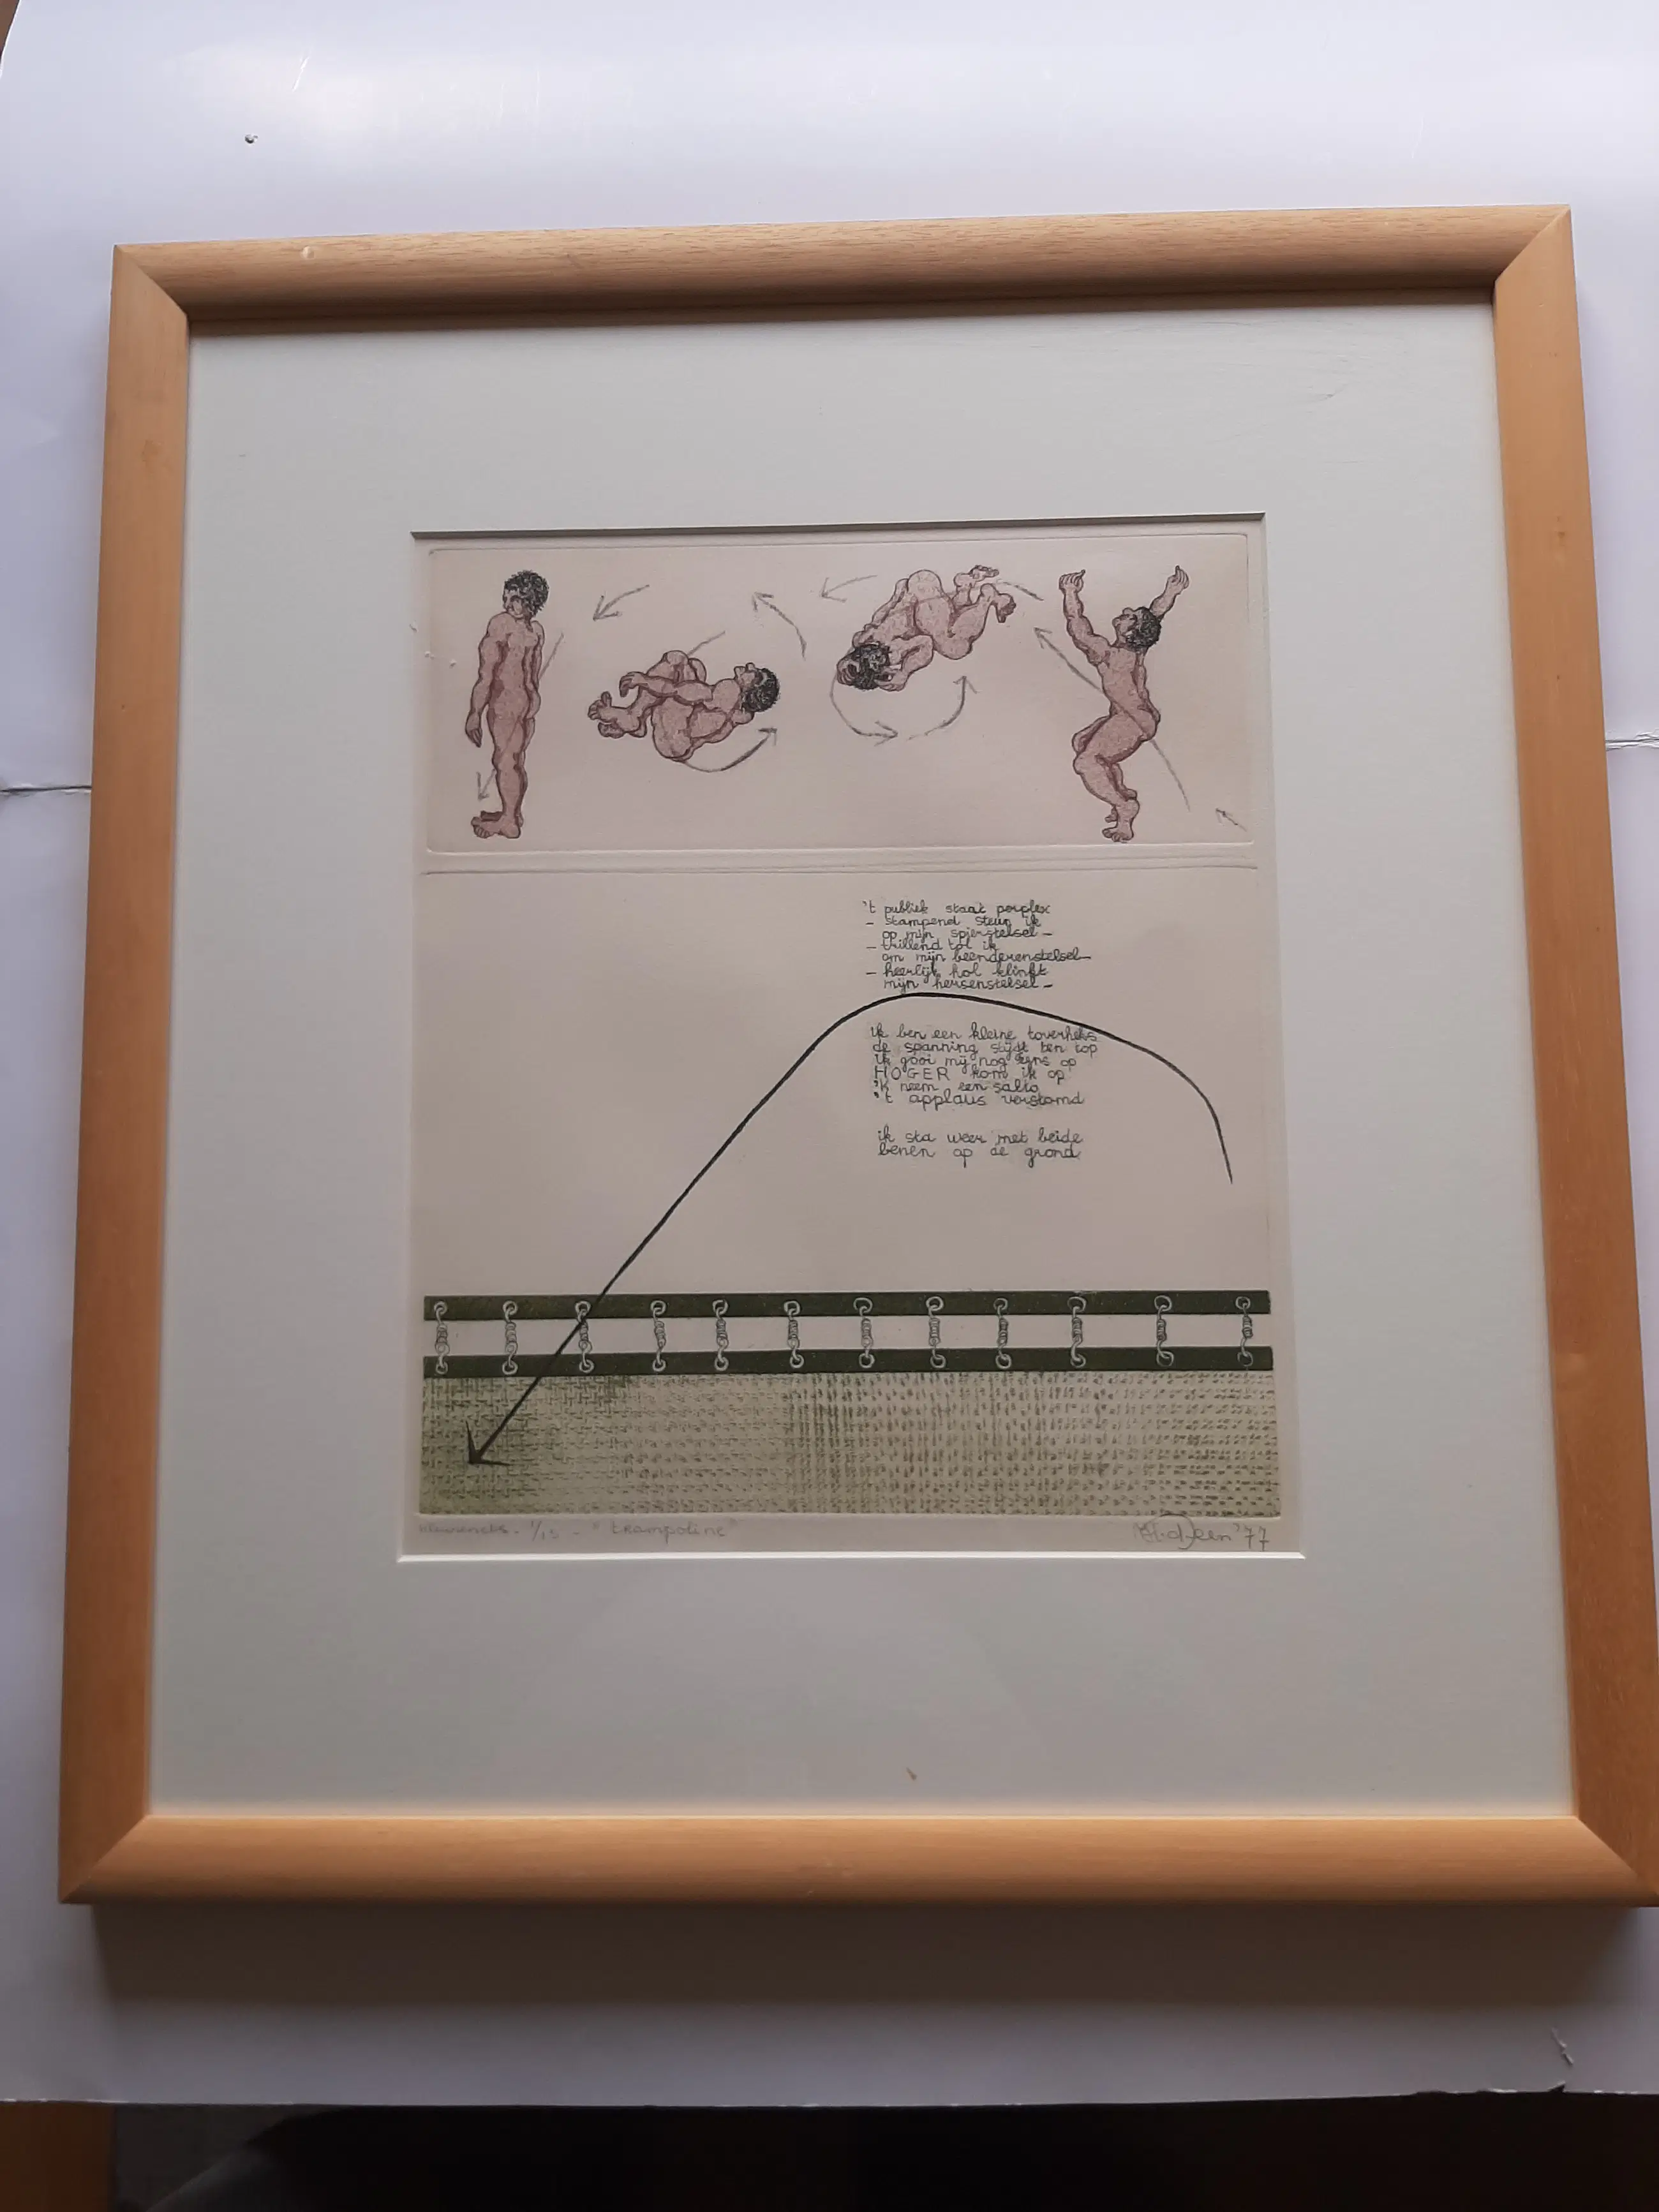 't publiek staat perplex
- stampend steun ik
op mijn spierstelsel -
- trillend tol ik
om mijn beenderenstelsel -
- heerlijk hol klinkt
mijn hersenstelsel -
ik ben een kleine toverheks
de spanning stijgt ten top
ik gooi mij nog eens op
HOGER kom ik op
'k neem een salto
't applaus verstomd
ik sta weer met beide
benen op de grond
1/15 - "trampoline"
'77